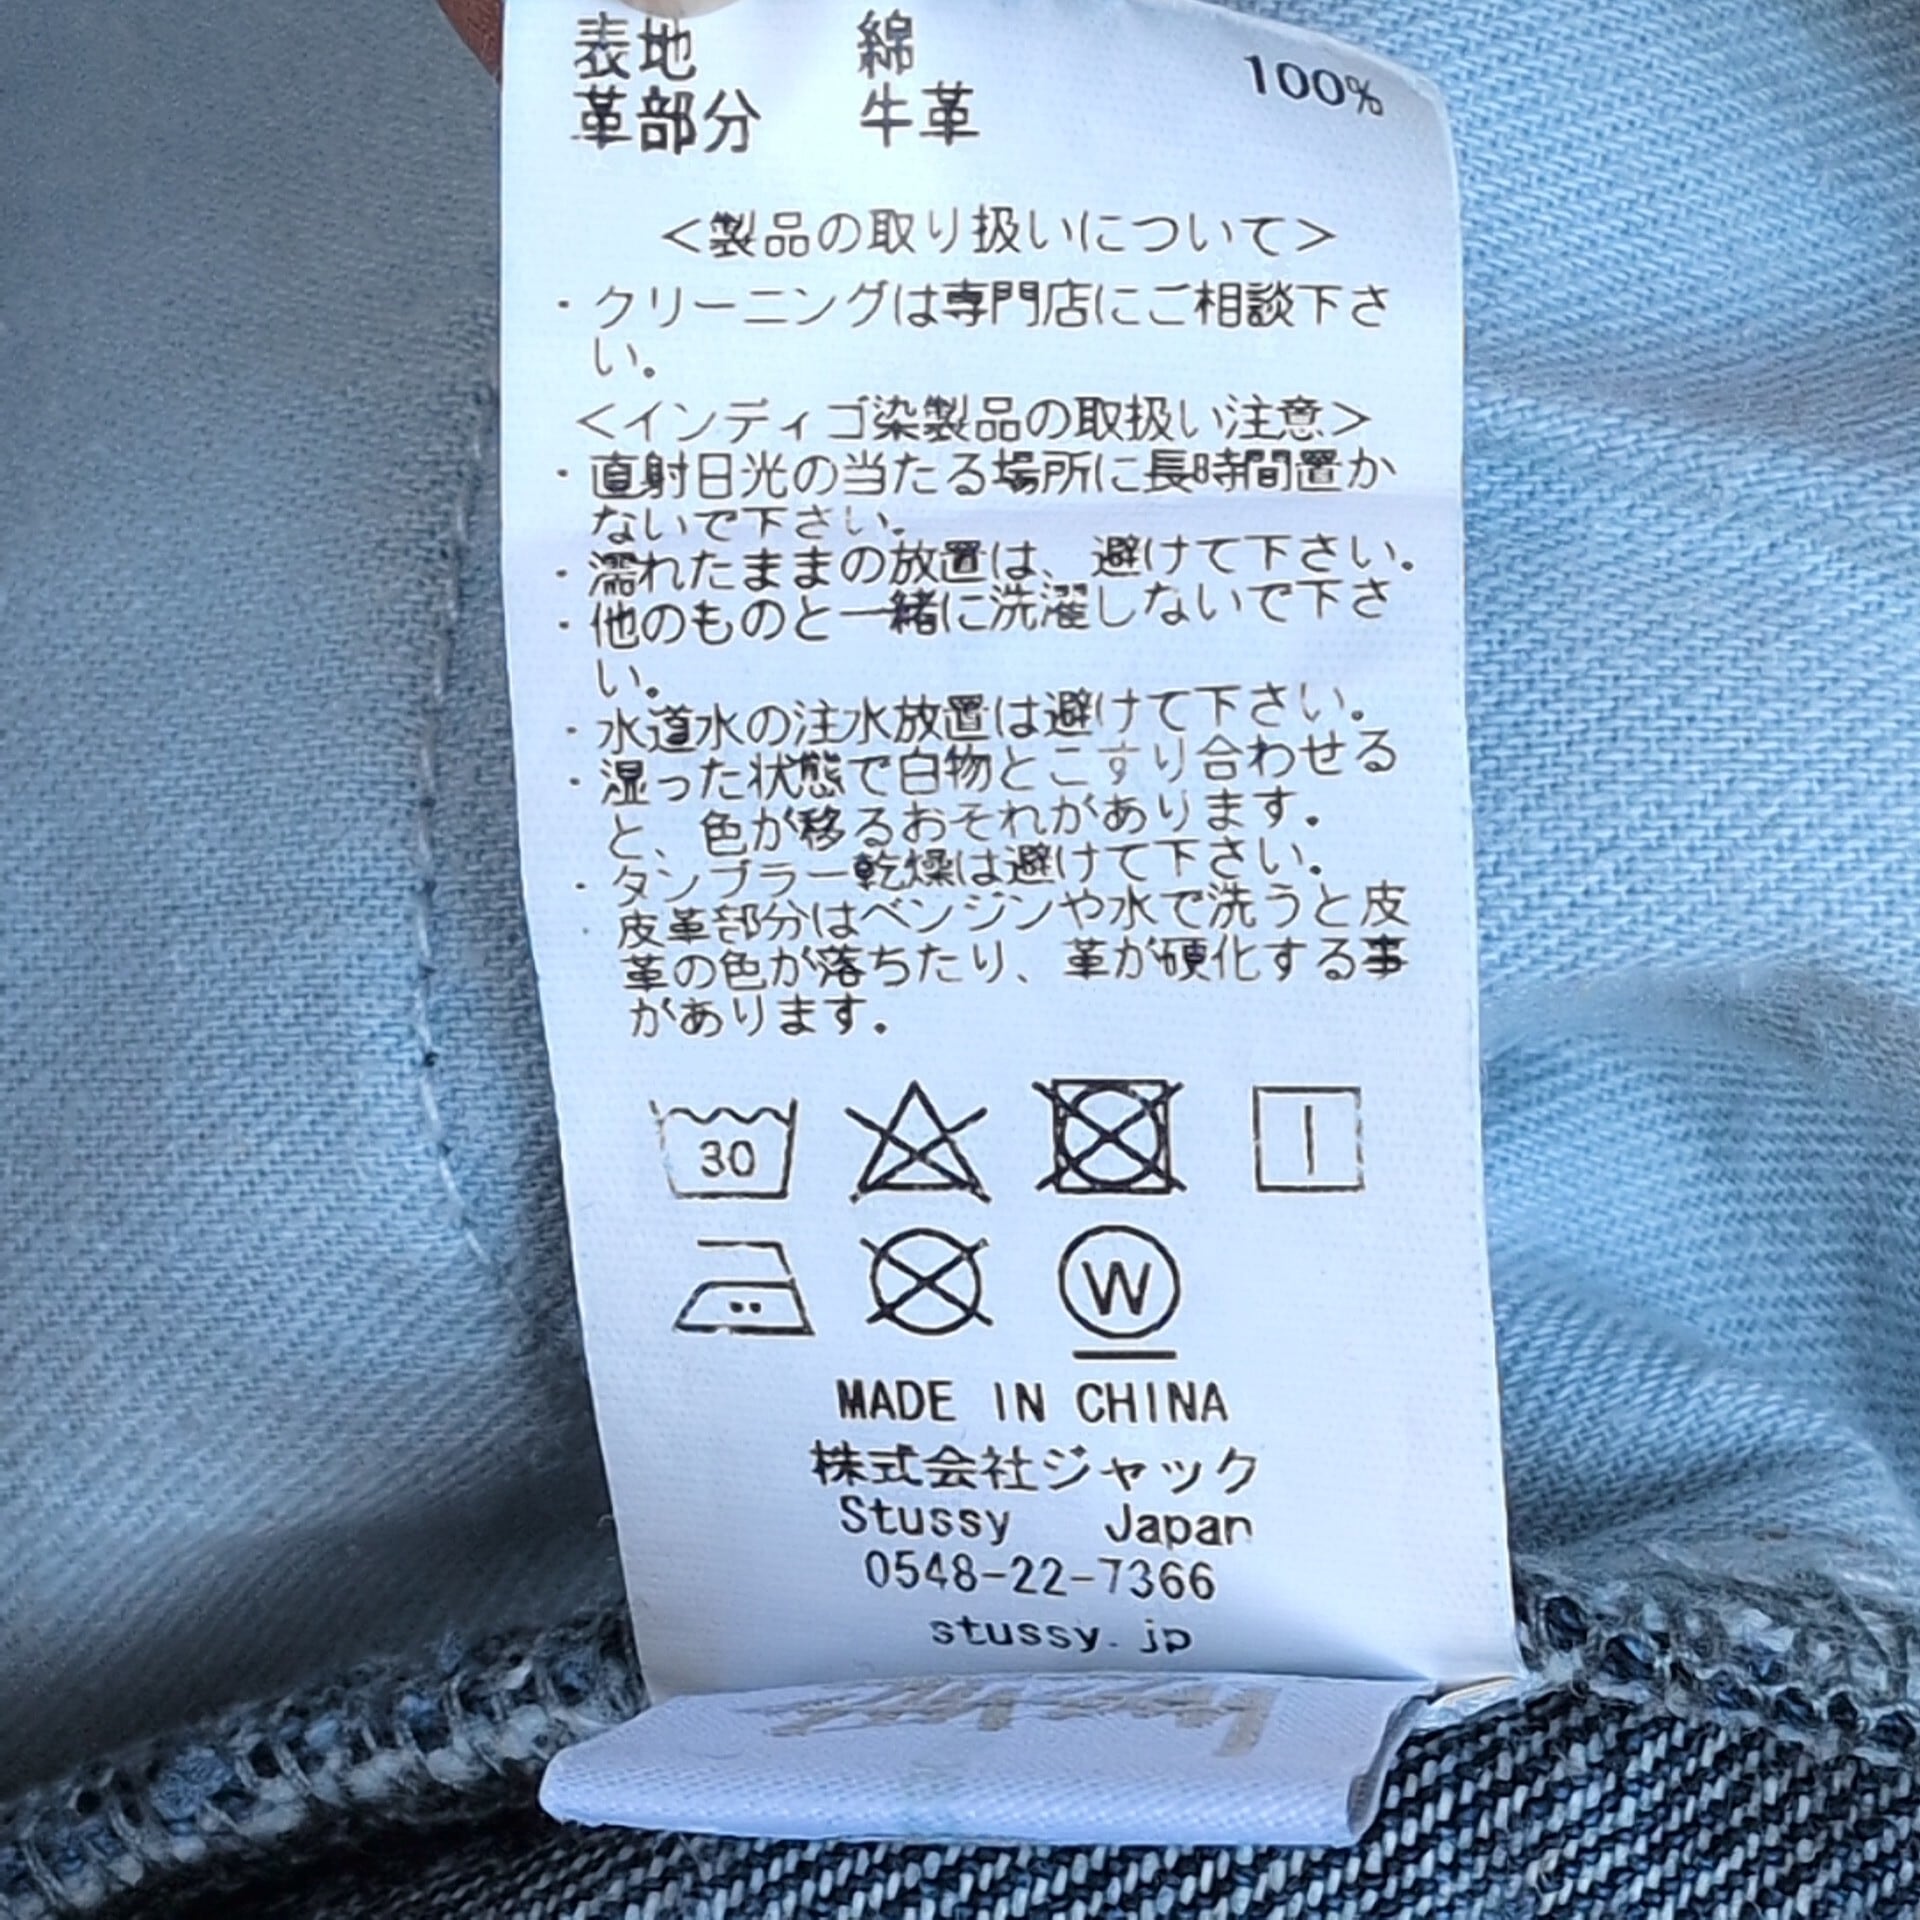 表地 綿 100%
革部分 牛革
<製品の取り扱いについて>
・クリーニングは専門店にご相談下さ
い。
<インディゴ染製品の取扱い注意>
・直射日光の当たる場所に長時間置か
ないで下さい。
・濡れたままの放置は、避けて下さい。
・他のものと一緒に洗濯しないで下さ
い。
・水道水の注水放置は避けて下さい。
・湿った状態で白物とこすり合わせる
と、色が移るおそれがあります。
・タンブラー乾燥は避けて下さい。
皮革部分はベンジンや水で洗うと皮
革の色が落ちたり、革が硬化する事
があります。
30
W
MADE IN CHINA
株式会社ジャック
Stussy Japan
0548-22-7366
stussy.jp